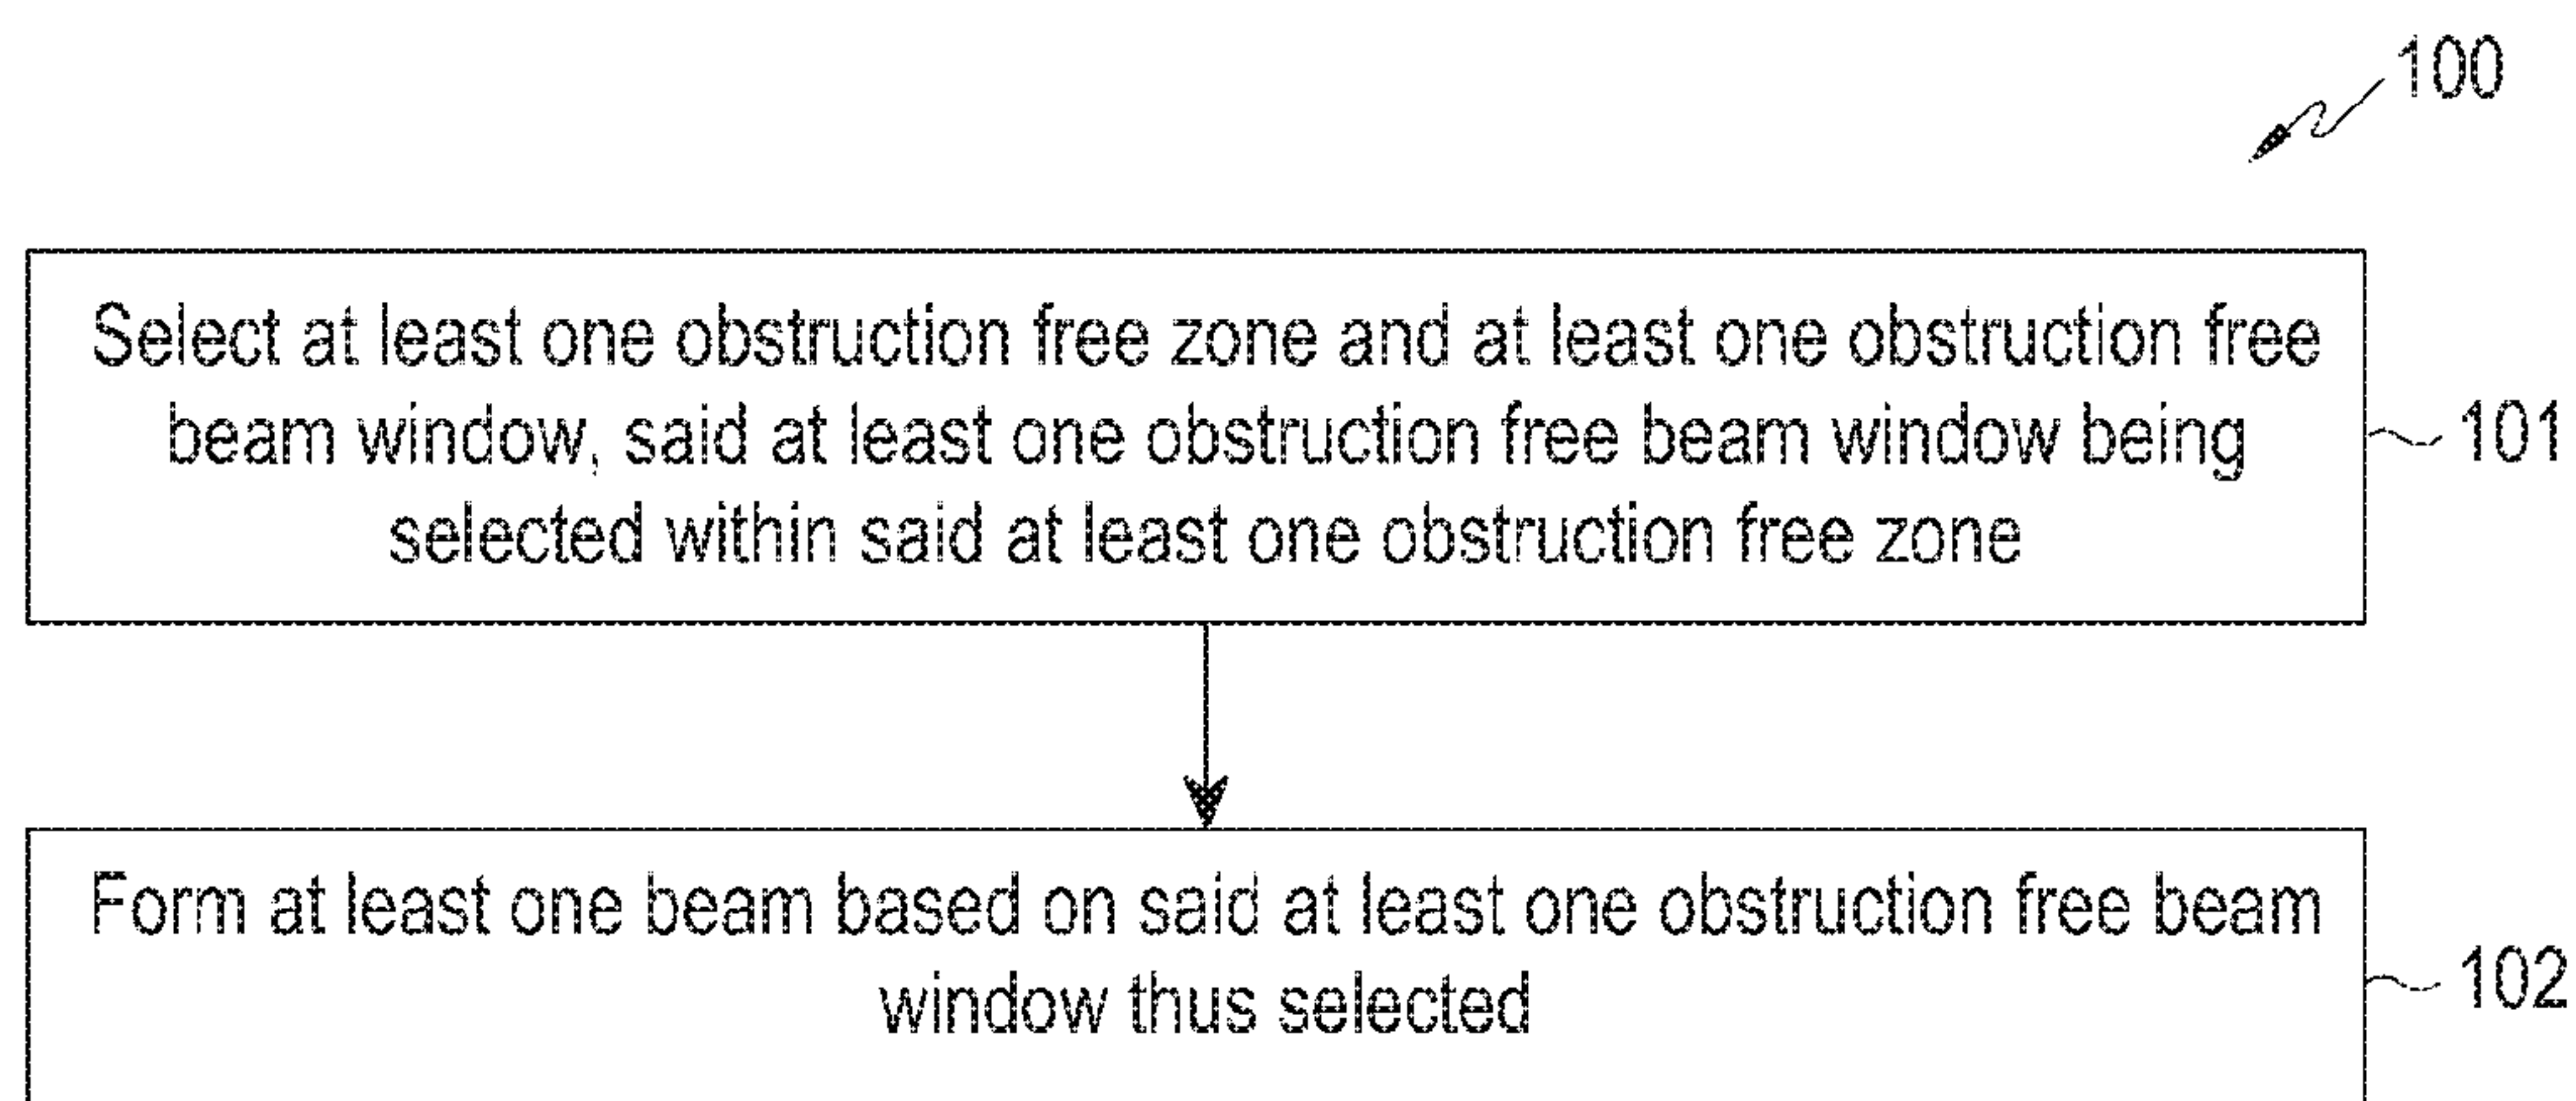 100
Select at least one obstruction free zone and at least one obstruction free
beam window, said at least one obstruction free beam window being
selected within said at least one obstruction free zone
101
Form at least one beam based on said at least one obstruction free beam
window thus selected
102